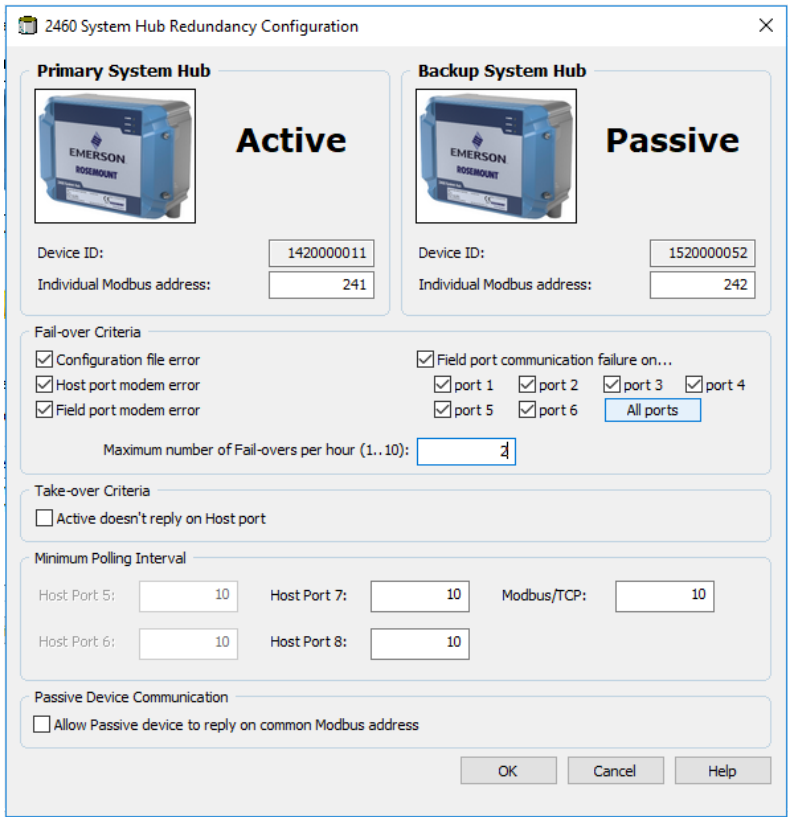 2460 System Hub Redundancy Configuration
Primary System Hub
EMERSON
ROSEMOUNT
Active
Device ID: 1420000011
Individual Modbus address: 241
Backup System Hub
EMERSON
ROSEMOUNT
Passive
Device ID: 1520000052
Individual Modbus address: 242
Fail-over Criteria
Configuration file error
Host port modem error
Field port modem error
Field port communication failure on...
port 1 port 2 port 3 port 4
port 5 port 6 All ports
Maximum number of Fail-overs per hour (1..10): 2
Take-over Criteria
Active doesn't reply on Host port
Minimum Polling Interval
Host Port 5: 10 Host Port 7: 10 Modbus/TCP: 10
Host Port 6: 10 Host Port 8: 10
Passive Device Communication
Allow Passive device to reply on common Modbus address
OK Cancel Help